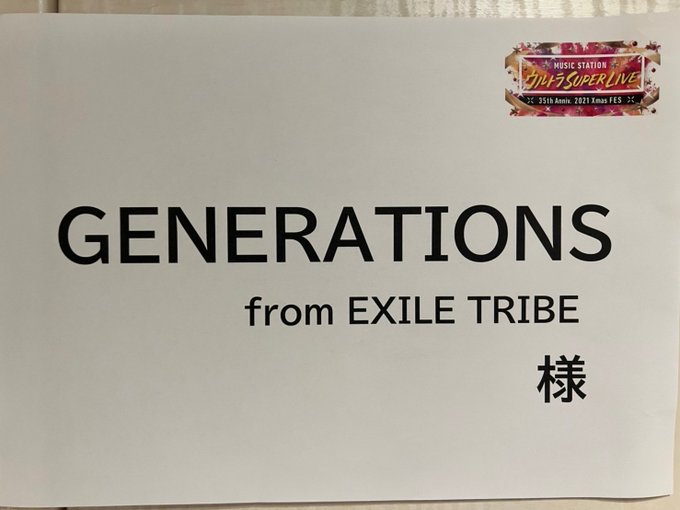 MUSIC STATION
ウルトラ SUPER LIVE
35th Anniv. 2021 Xmas FES
GENERATIONS
from EXILE TRIBE
様